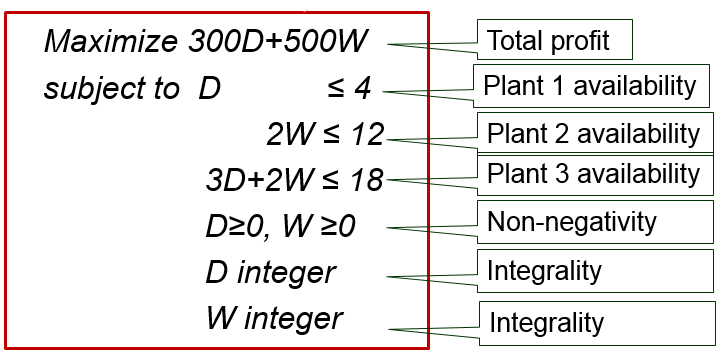 Maximize 300D+500W
Total profit
subject to D ≤ 4
Plant 1 availability
2W ≤ 12
Plant 2 availability
3D+2W ≤ 18
Plant 3 availability
D≥0, W ≥0
Non-negativity
D integer
Integrality
W integer
Integrality